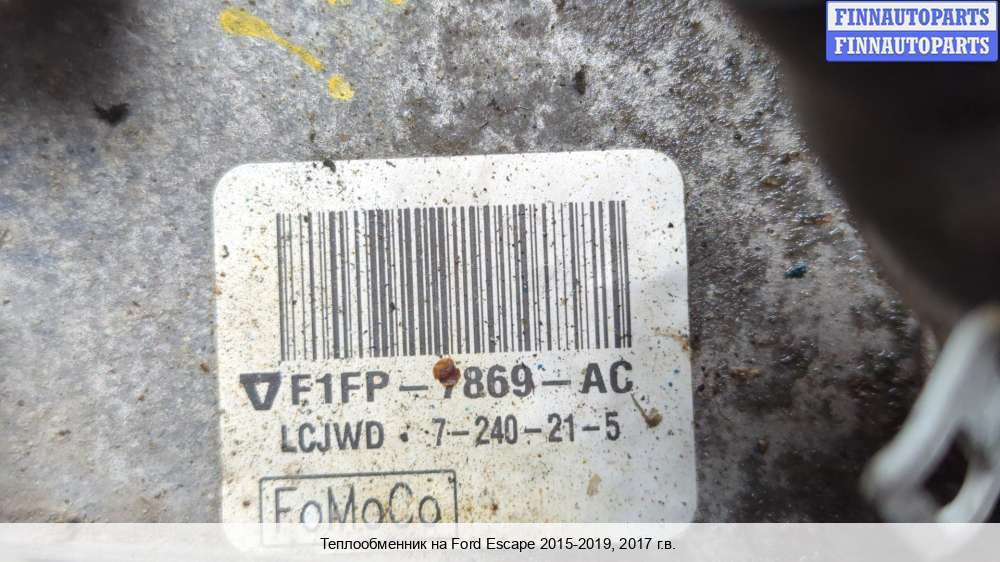 FINNAUTOPARTS
FINNAUTOPARTS
F1FP-7869-AC
LCJWD · 7-240-21-5
FoMoCo
Теплообменник на Ford Escape 2015-2019, 2017 г.в.